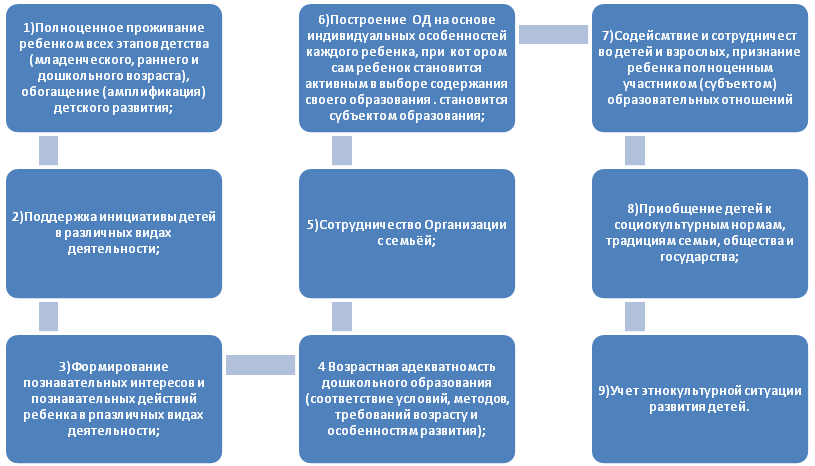 1)Полноценное проживание
ребенком всех этапов детства
(младенческого, раннего и
дошкольного возраста),
обогащение (амплификация)
детского развития;
2)Поддержка инициативы детей
в различных видах
деятельности;
3)Формирование
познавательных интересов и
познавательных действий
ребенка в рпазличных видах
деятельности;
4 Возрастная адекватномсть
дошкольного образования
(соответствие условий, методов,
требований возрасту и
особенностям развития);
5)Сотрудничество Организации
с семьёй;
6)Построение ОД на основе
индивидуальных особенностей
каждого ребенка, при кот ором
сам ребенок становится
активным в выборе содержания
своего образования . становится
субъектом образования;
7)Содейсмтвие и сотрудничест
во детей и взрослых, признание
ребенка полноценным
участником (субъектом)
образовательных отношений
8)Приобщение детей к
социокультурным нормам,
традициям семьи, общества и
государства;
9)Учет этнокультурной ситуации
развития детей.